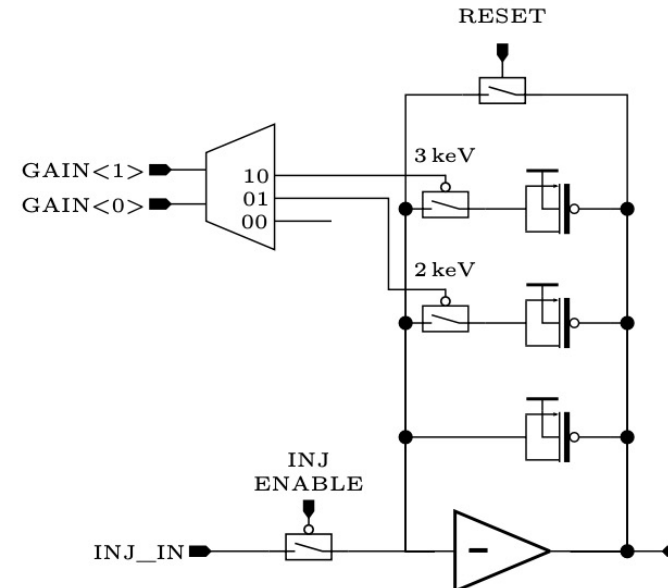 RESET
3 keV
GAIN<1>
GAIN<0>
10
01
00
2 keV
INJ
ENABLE
INJ_IN